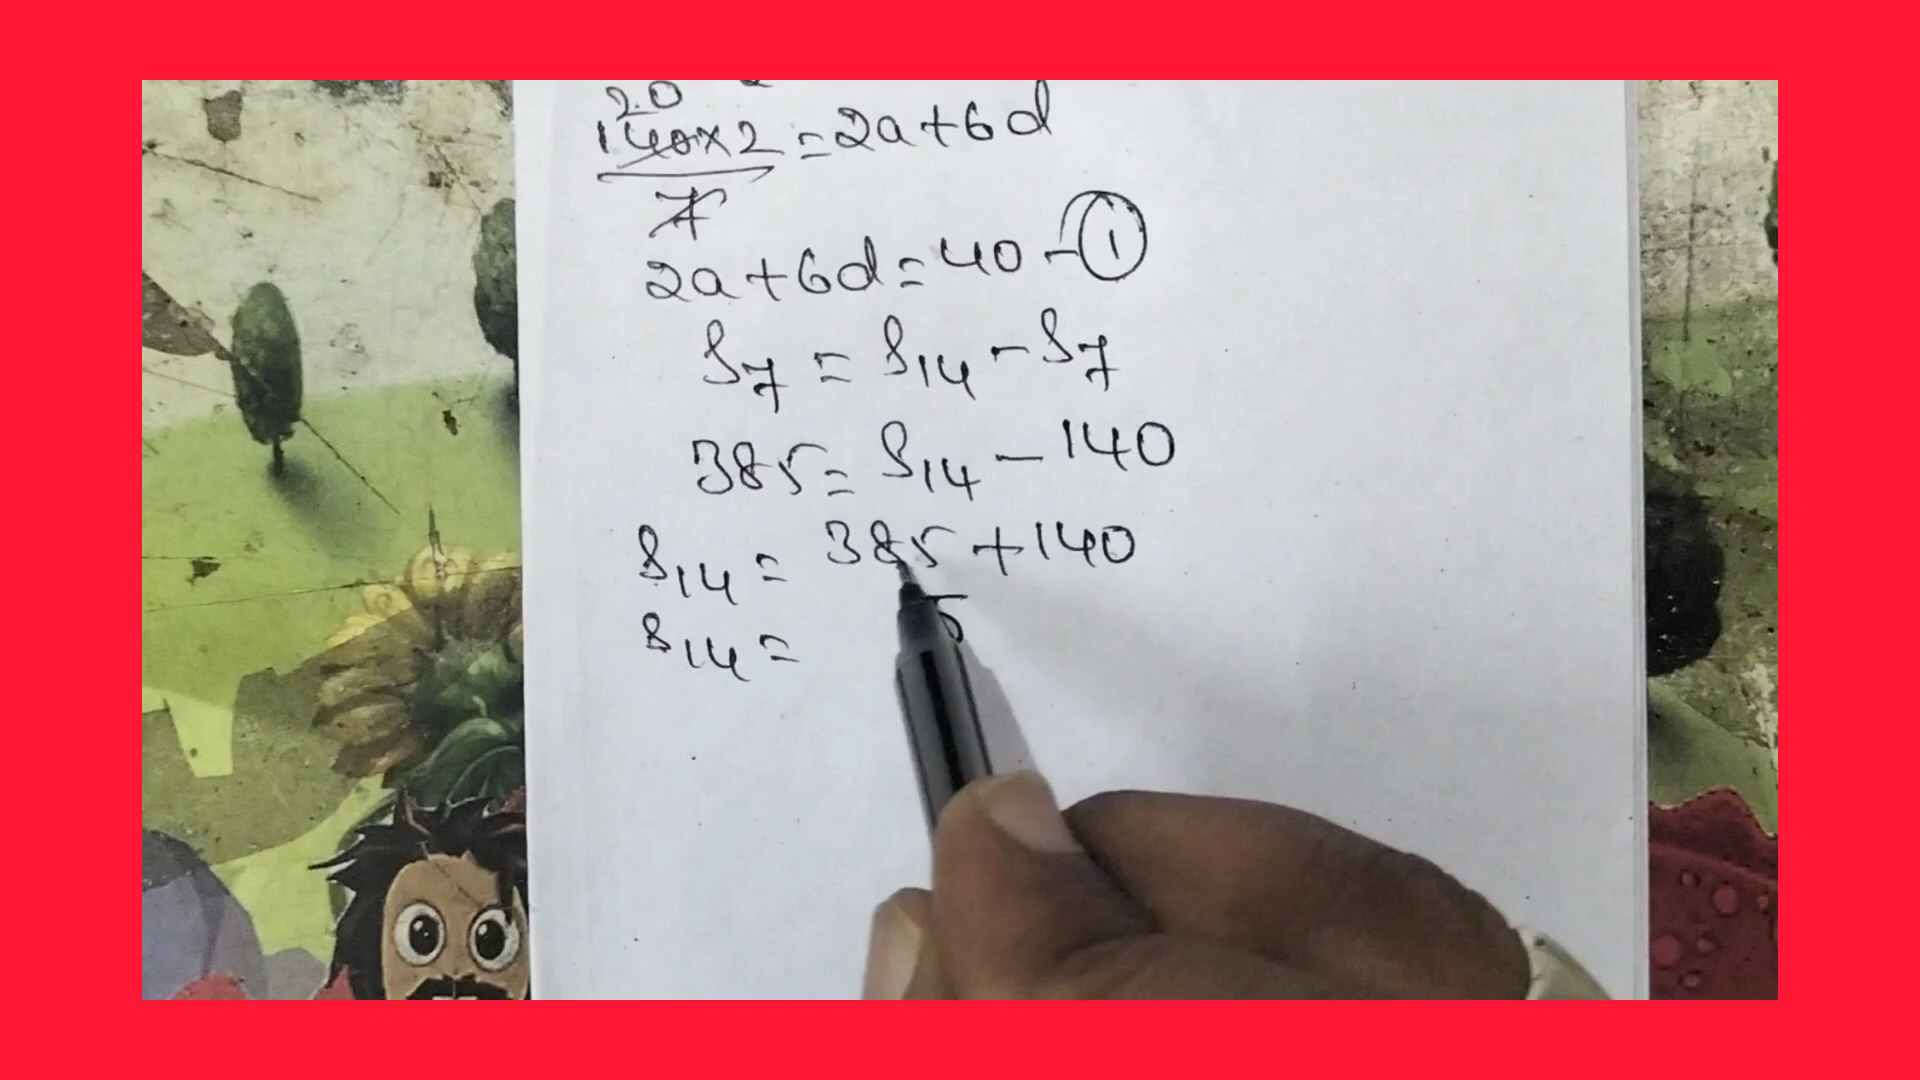 20
140×2 = 2a+6d
7
2a+6d=40-①
S7 = S14 - S7
385= S14 - 140
S14 = 385 +140
S14 = 5